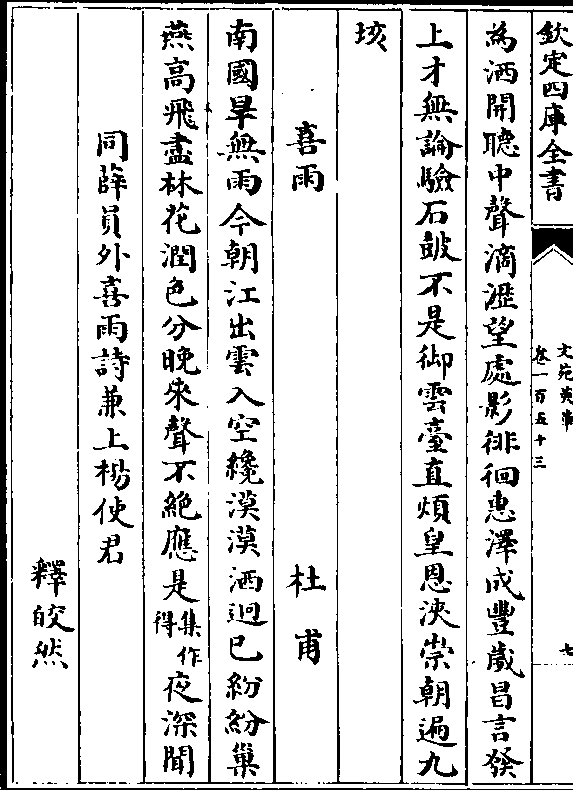 欽定四庫全書
文苑英華
卷一百五十三
七
為洒開聴中聲滴瀝望處影徘徊惠澤成豐歲昌言發
上才無論驗石皷不是御雲臺直煩皇恩浹崇朝遍九
垓
喜雨 杜甫
南國旱無雨今朝江出雲入空纔漠漠洒迥已紛紛巢
燕高飛盡林花潤色分晚來聲不絶應是集作得夜深聞
同薛員外喜雨詩兼上楊使君
釋皎然